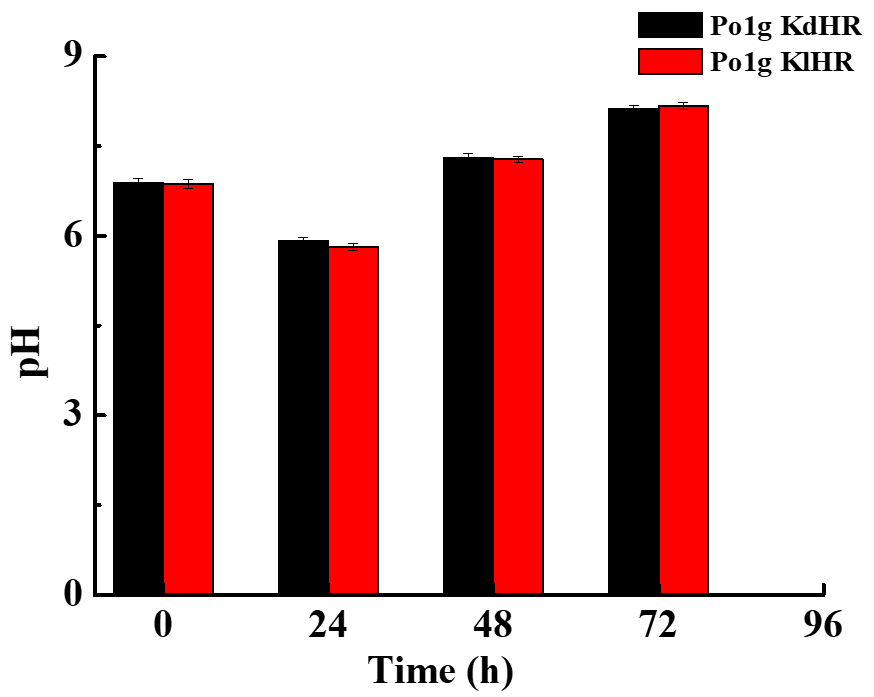 Po1g KdHR
Po1g KlHR
9
6
3
0
pH
0 24 48 72 96
Time (h)